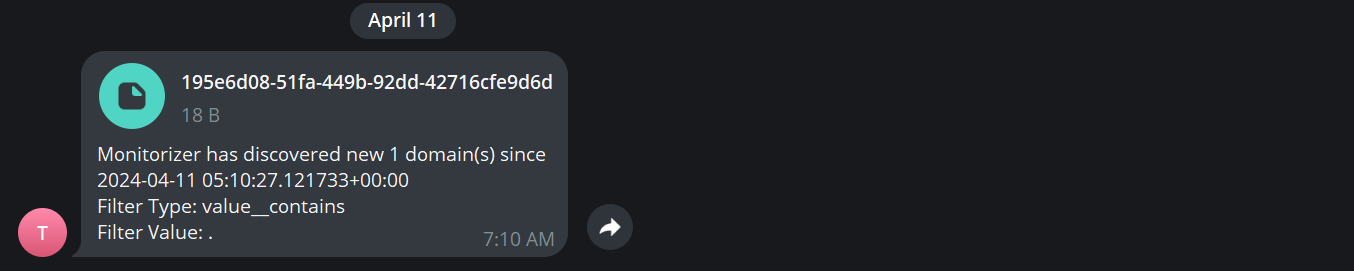 April 11
195e6d08-51fa-449b-92dd-42716cfe9d6d
18 B
Monitorizer has discovered new 1 domain(s) since
2024-04-11 05:10:27.121733+00:00
Filter Type: value__contains
Filter Value: .
7:10 AM
T